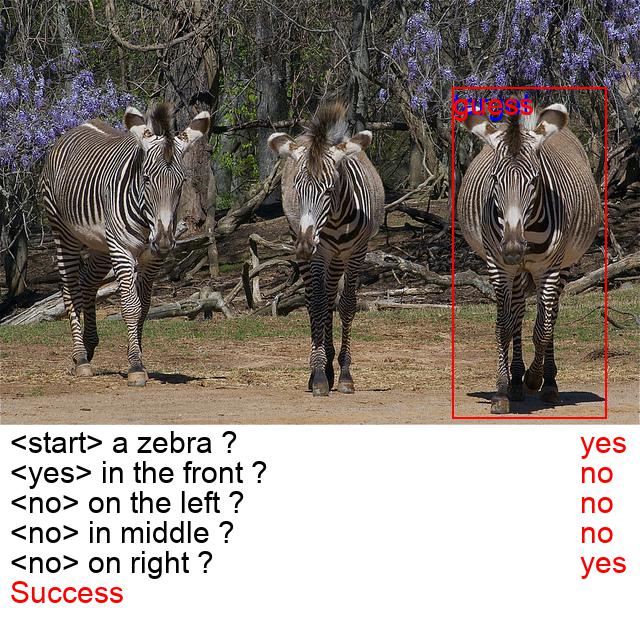 guess
<start> a zebra ? yes
<yes> in the front ? no
<no> on the left ? no
<no> in middle ? no
<no> on right ? yes
Success